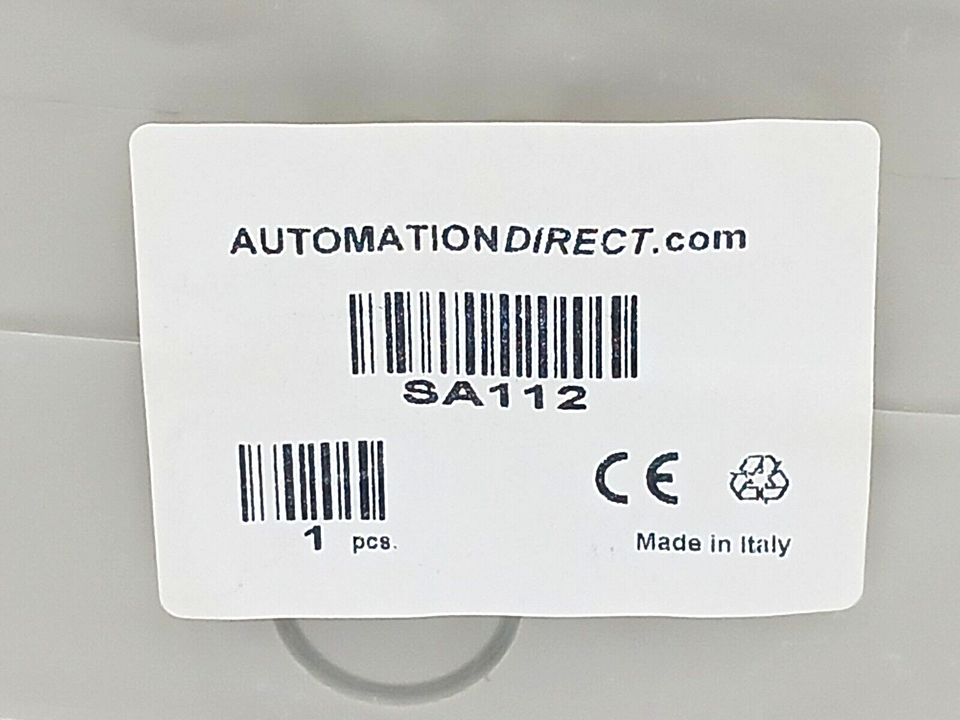 AUTOMATIONDIRECT.com
SA112
1 pcs.
CE
Made in Italy